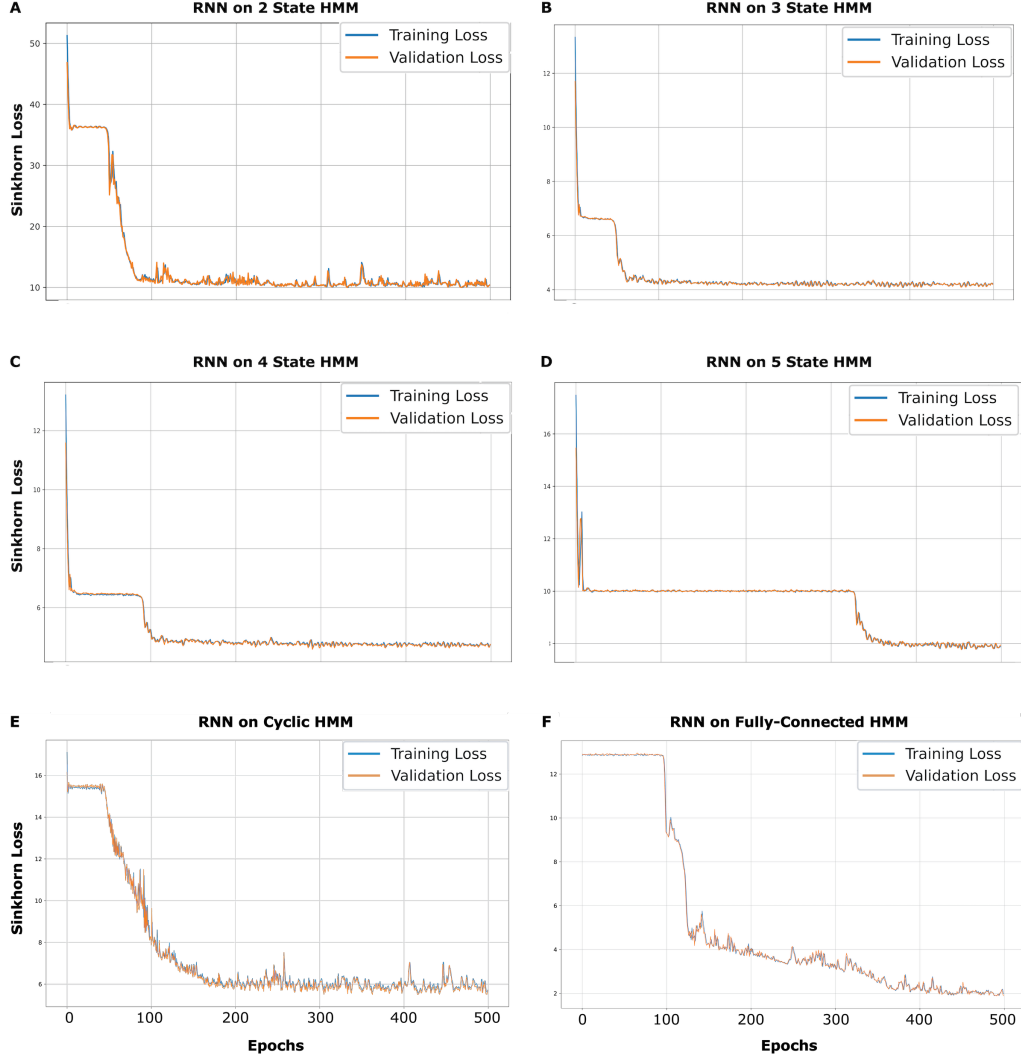 A
RNN on 2 State HMM
Training Loss
Validation Loss
50
40
30
20
10
Sinkhorn Loss
B
RNN on 3 State HMM
Training Loss
Validation Loss
12
10
8
6
4
C
RNN on 4 State HMM
Training Loss
Validation Loss
12
10
8
6
Sinkhorn Loss
D
RNN on 5 State HMM
Training Loss
Validation Loss
16
14
12
10
E
RNN on Cyclic HMM
Training Loss
Validation Loss
16
14
12
10
8
6
Sinkhorn Loss
0 100 200 300 400 500
Epochs
F
RNN on Fully-Connected HMM
Training Loss
Validation Loss
12
10
8
6
4
2
0 100 200 300 400 500
Epochs